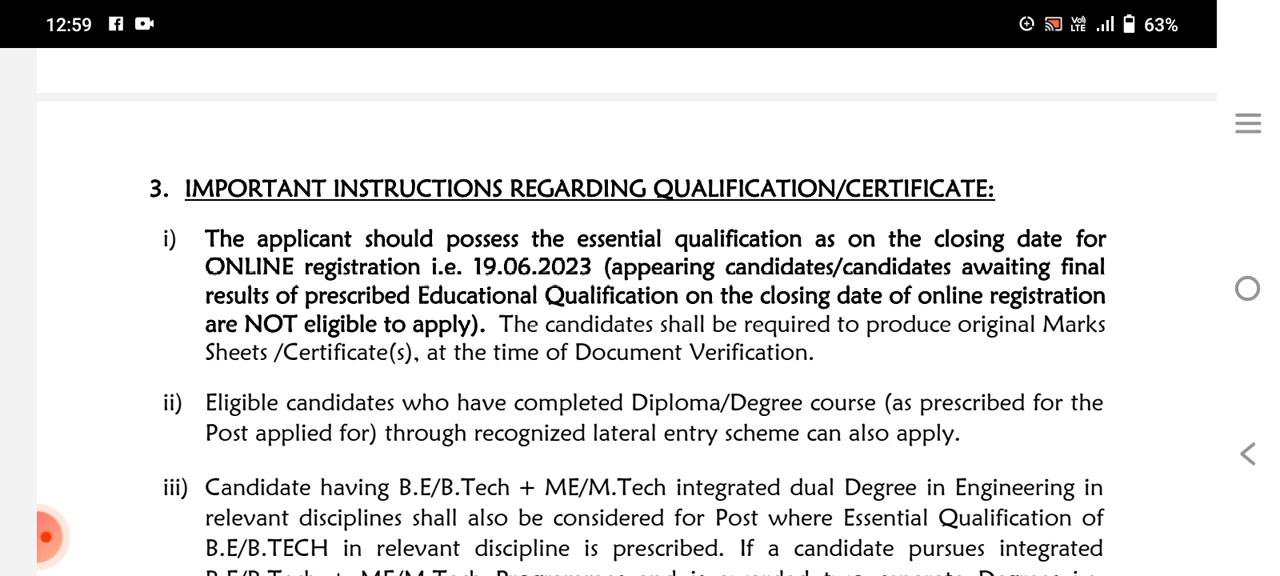 12:59
Vol) LTE
63%
3. IMPORTANT INSTRUCTIONS REGARDING QUALIFICATION/CERTIFICATE:
i) The applicant should possess the essential qualification as on the closing date for
ONLINE registration i.e. 19.06.2023 (appearing candidates/candidates awaiting final
results of prescribed Educational Qualification on the closing date of online registration
are NOT eligible to apply). The candidates shall be required to produce original Marks
Sheets /Certificate(s), at the time of Document Verification.
ii) Eligible candidates who have completed Diploma/Degree course (as prescribed for the
Post applied for) through recognized lateral entry scheme can also apply.
iii) Candidate having B.E/B.Tech + ME/M.Tech integrated dual Degree in Engineering in
relevant disciplines shall also be considered for Post where Essential Qualification of
B.E/B.TECH in relevant discipline is prescribed. If a candidate pursues integrated